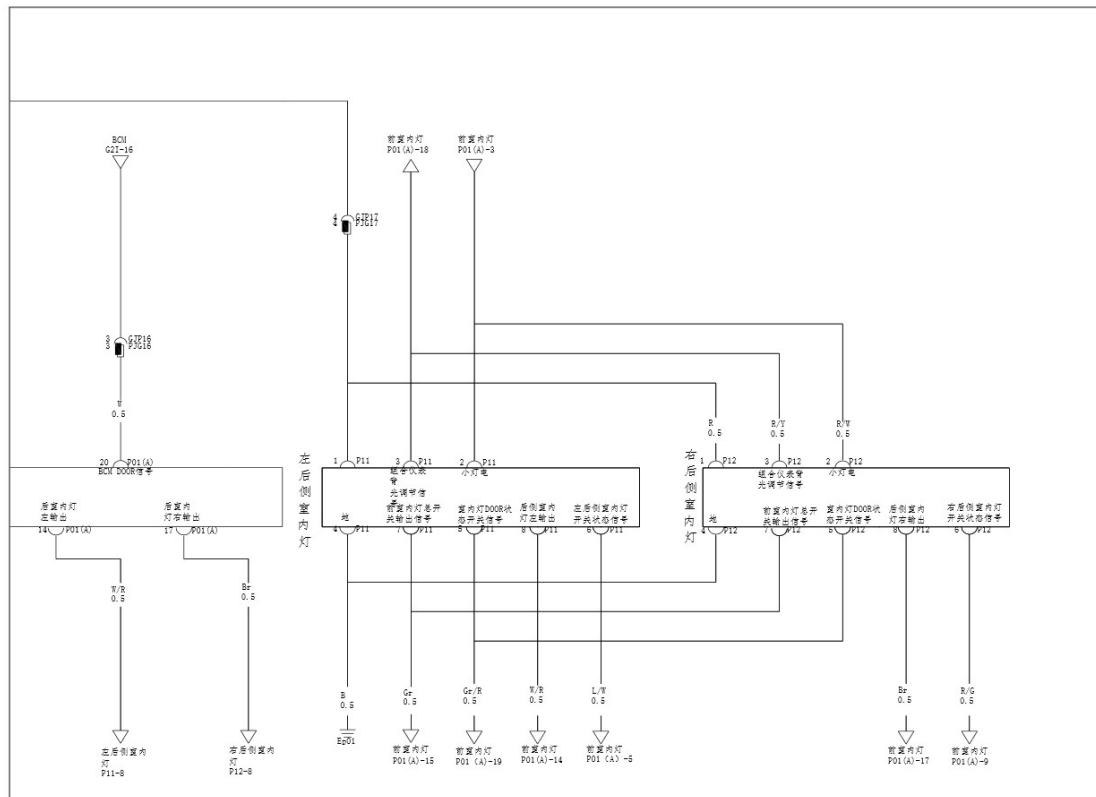 BCM
G2I-16
前室内灯
P01(A)-18
前室内灯
P01(A)-3
4 GJP17
4 PJG17
3 GJP16
3 PJG16
W
0.5
R
0.5
R/Y
0.5
R/W
0.5
20 P01(A)
BCM DOOR信号
后室内灯
左输出
14 P01(A)
后室内
灯右输出
17 P01(A)
左后侧室内灯
1 P11
3 P11
2 P11
组合仪表
背
光调节信
号
小灯电
地
前室内灯总开
关输出信号
室内灯DOOR状
态开关信号
后侧室内
灯左输出
左后侧室内灯
开关状态信号
4 P11
7 P11
5 P11
8 P11
6 P11
右后侧室内灯
1 P12
3 P12
2 P12
组合仪表背
光调节信号
小灯电
地
前室内灯总开
关输出信号
室内灯DOOR状
态开关信号
后侧室内
灯右输出
右后侧室内灯
开关状态信号
4 P12
7 P12
5 P12
8 P12
6 P12
W/R
0.5
Br
0.5
B
0.5
Gr
0.5
Gr/R
0.5
W/R
0.5
L/W
0.5
Br
0.5
R/G
0.5
左后侧室内
灯
P11-8
右后侧室内
灯
P12-8
Ep01
前室内灯
P01(A)-15
前室内灯
P01 (A)-19
前室内灯
P01(A)-14
前室内灯
P01 (A) -5
前室内灯
P01(A)-17
前室内灯
P01(A)-9